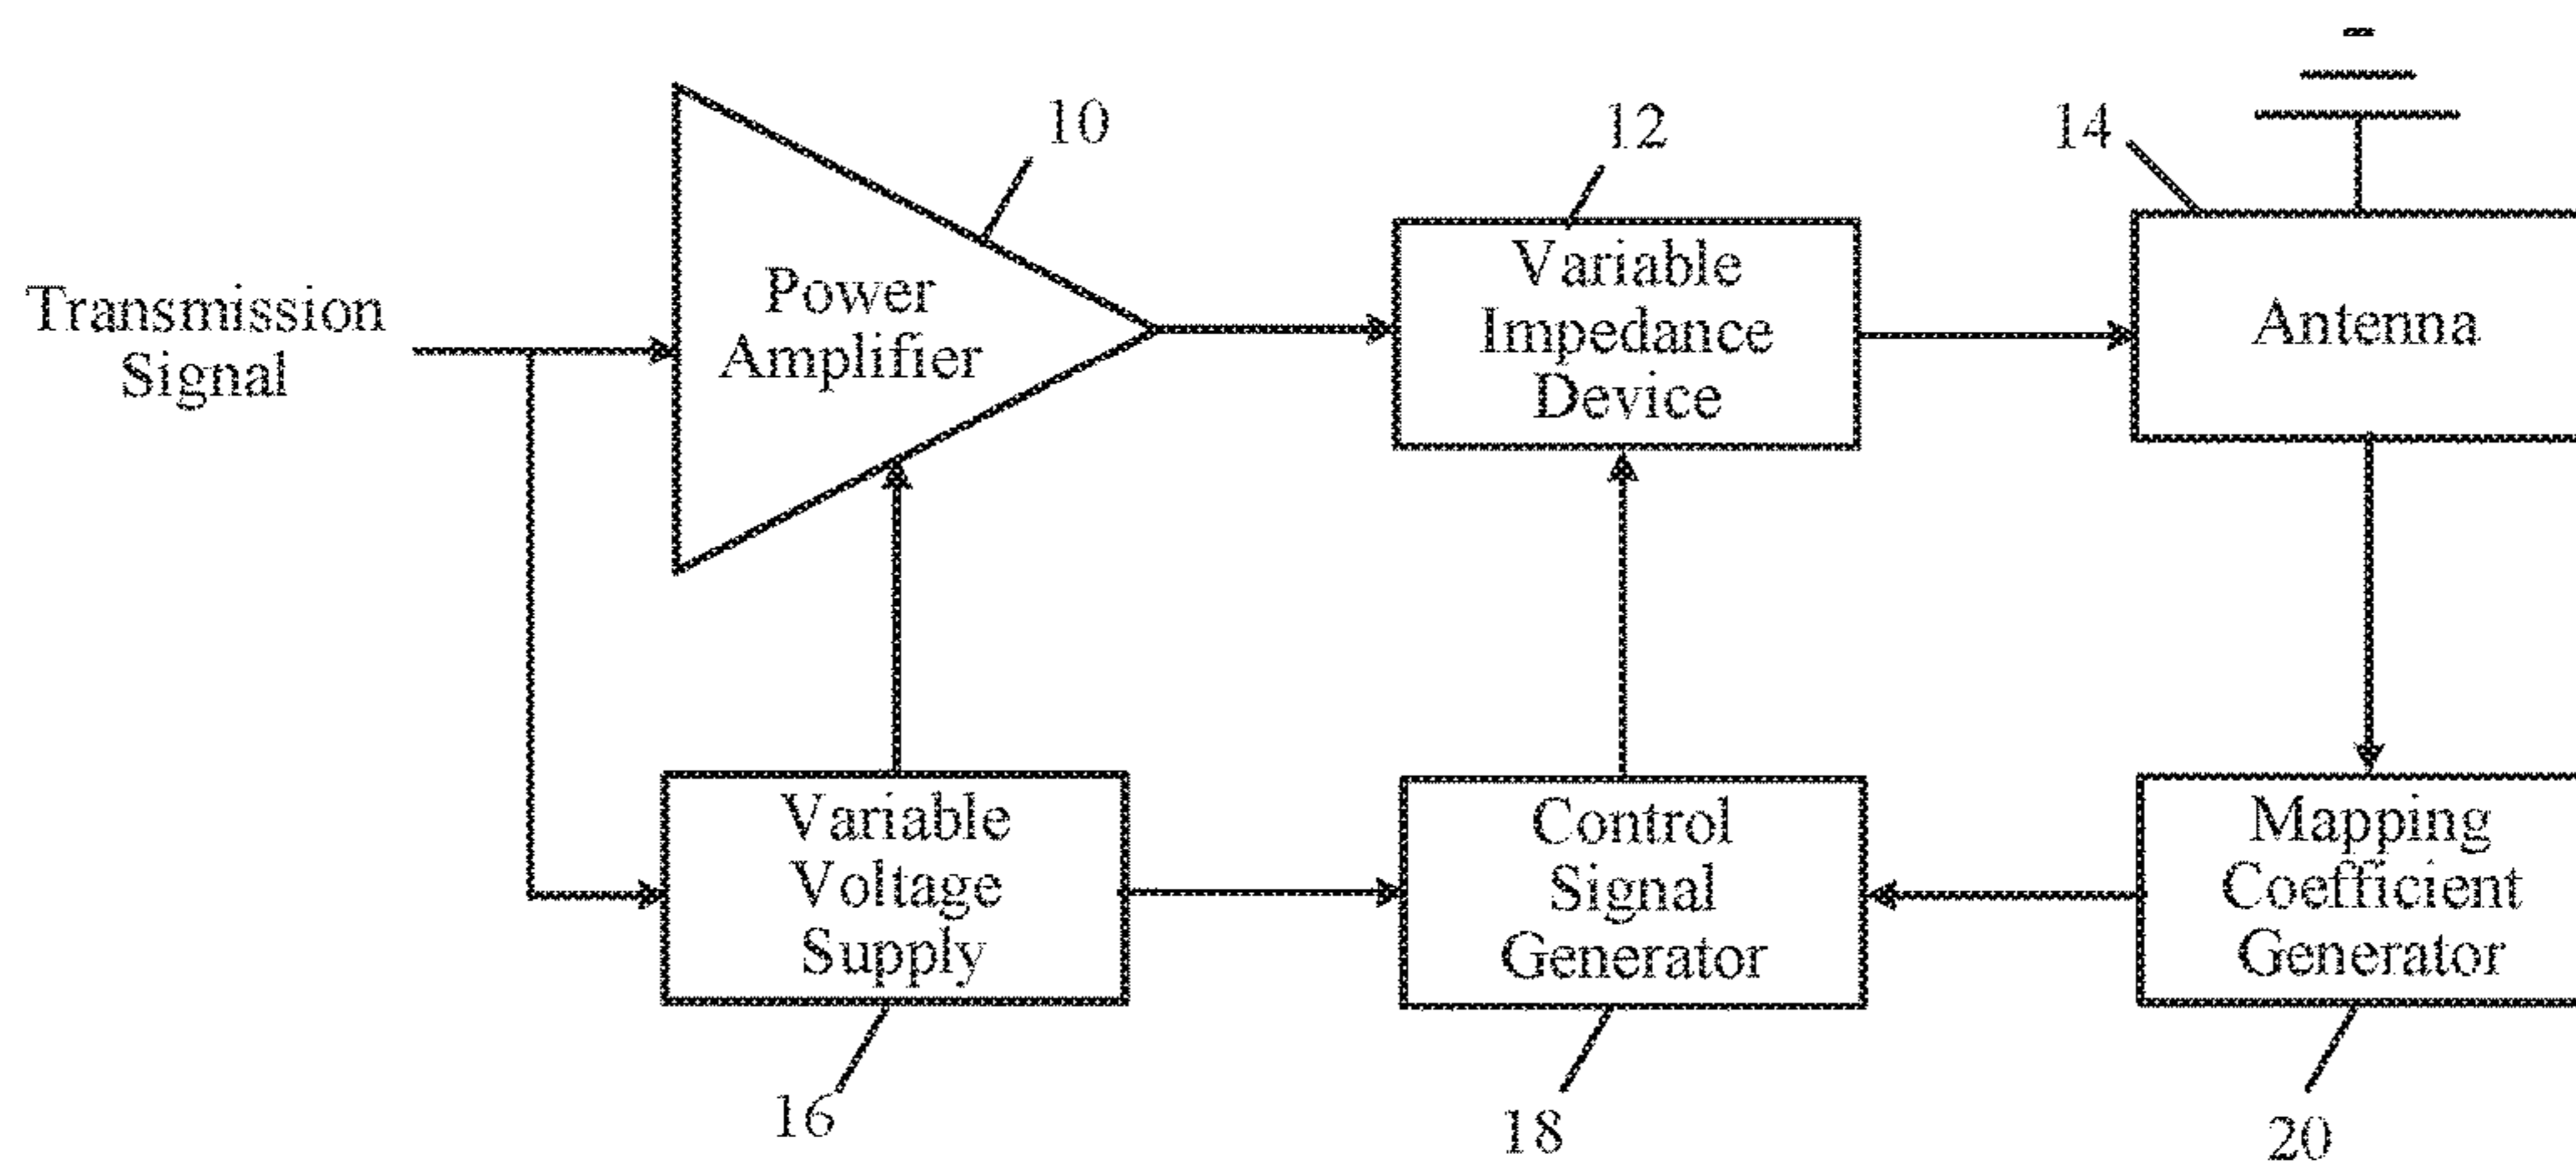 10
12
14
Transmission
Signal
Power
Amplifier
Variable
Impedance
Device
Antenna
Variable
Voltage
Supply
Control
Signal
Generator
Mapping
Coefficient
Generator
16
18
20